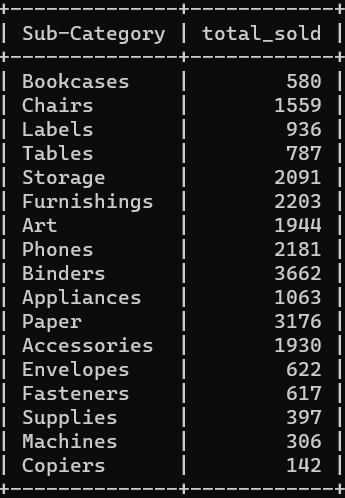 +--------------+------------+
| Sub-Category | total_sold |
+--------------+------------+
| Bookcases    |        580 |
| Chairs       |       1559 |
| Labels       |        936 |
| Tables       |        787 |
| Storage      |       2091 |
| Furnishings  |       2203 |
| Art          |       1944 |
| Phones       |       2181 |
| Binders      |       3662 |
| Appliances   |       1063 |
| Paper        |       3176 |
| Accessories  |       1930 |
| Envelopes    |        622 |
| Fasteners    |        617 |
| Supplies     |        397 |
| Machines     |        306 |
| Copiers      |        142 |
+--------------+------------+